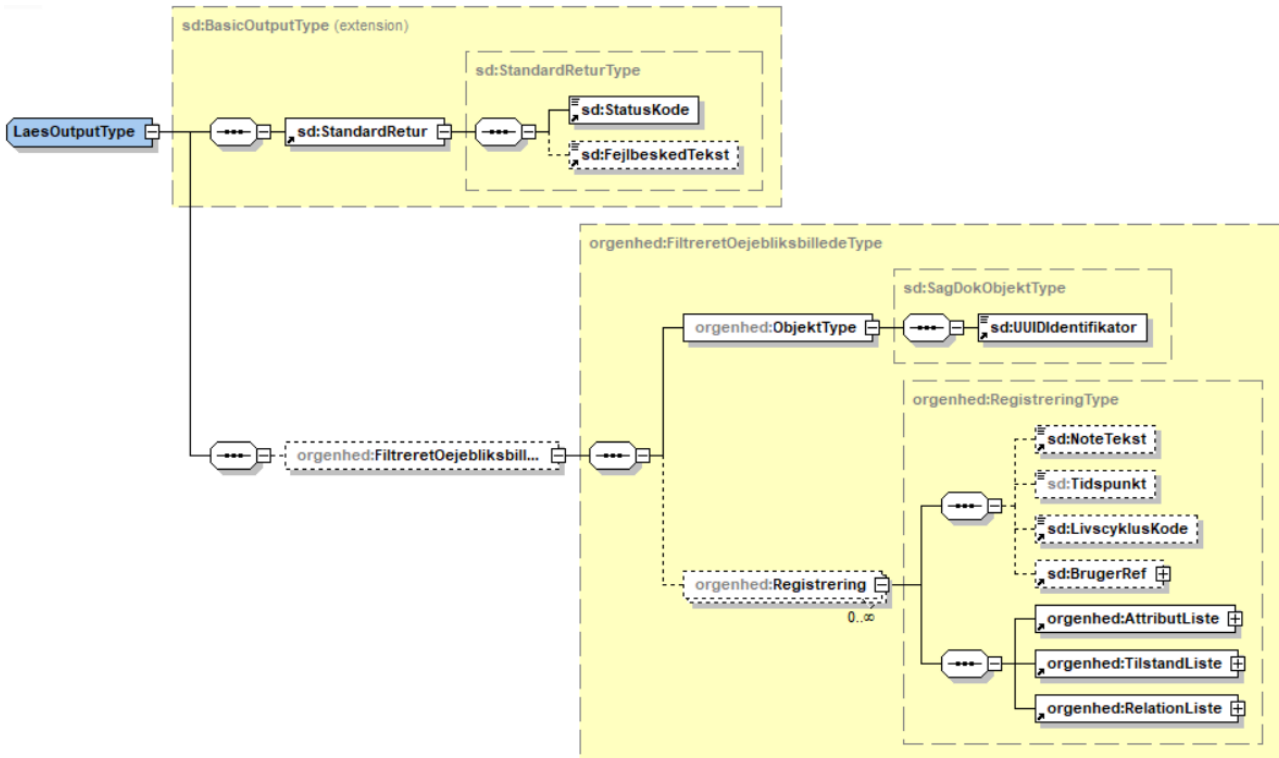 sd:BasicOutputType (extension)
sd:StandardReturType
LaesOutputType
sd:StandardRetur
sd:StatusKode
sd:FejlbeskedTekst
orgenhed:FiltreretOejebliksbilledeType
sd:SagDokObjektType
orgenhed:ObjektType
sd:UUIDIdentifikator
orgenhed:RegistreringType
orgenhed:FiltreretOejebliksbill...
sd:NoteTekst
sd:Tidspunkt
sd:LivscyklusKode
sd:BrugerRef
orgenhed:Registrering
0..∞
orgenhed:AttributListe
orgenhed:TilstandListe
orgenhed:RelationListe